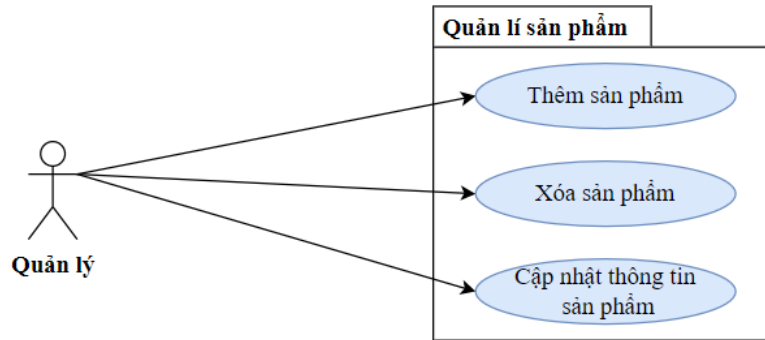 Quản lí sản phẩm
Thêm sản phẩm
Xóa sản phẩm
Quản lý
Cập nhật thông tin
sản phẩm